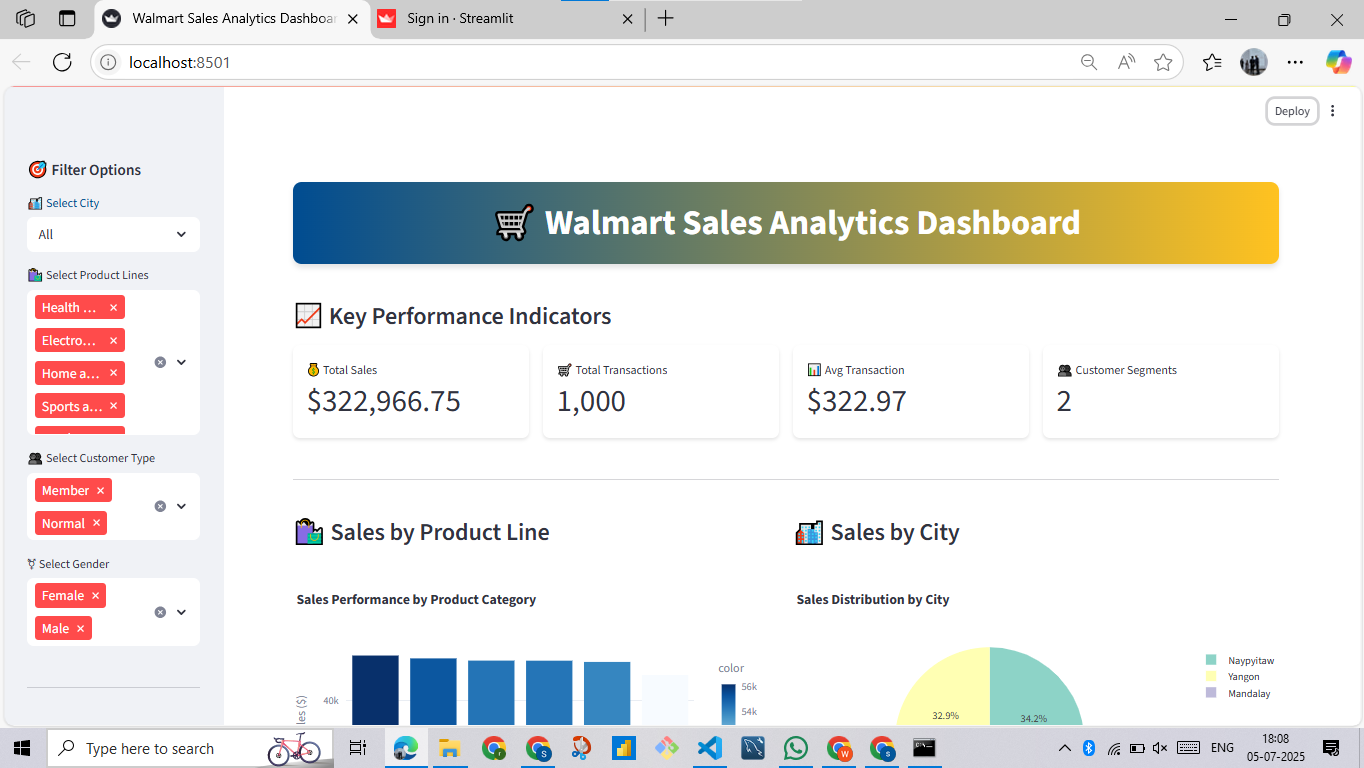 Walmart Sales Analytics Dashboar
Sign in · Streamlit
localhost:8501
Deploy
Filter Options
Select City
All
Select Product Lines
Health ...
Electro...
Home a...
Sports a...
Select Customer Type
Member
Normal
Select Gender
Female
Male
Walmart Sales Analytics Dashboard
Key Performance Indicators
Total Sales
$322,966.75
Total Transactions
1,000
Avg Transaction
$322.97
Customer Segments
2
Sales by Product Line
Sales Performance by Product Category
40k
les ($)
color
56k
54k
Sales by City
Sales Distribution by City
32.9%
34.2%
Naypyitaw
Yangon
Mandalay
Type here to search
ENG
18:08
05-07-2025